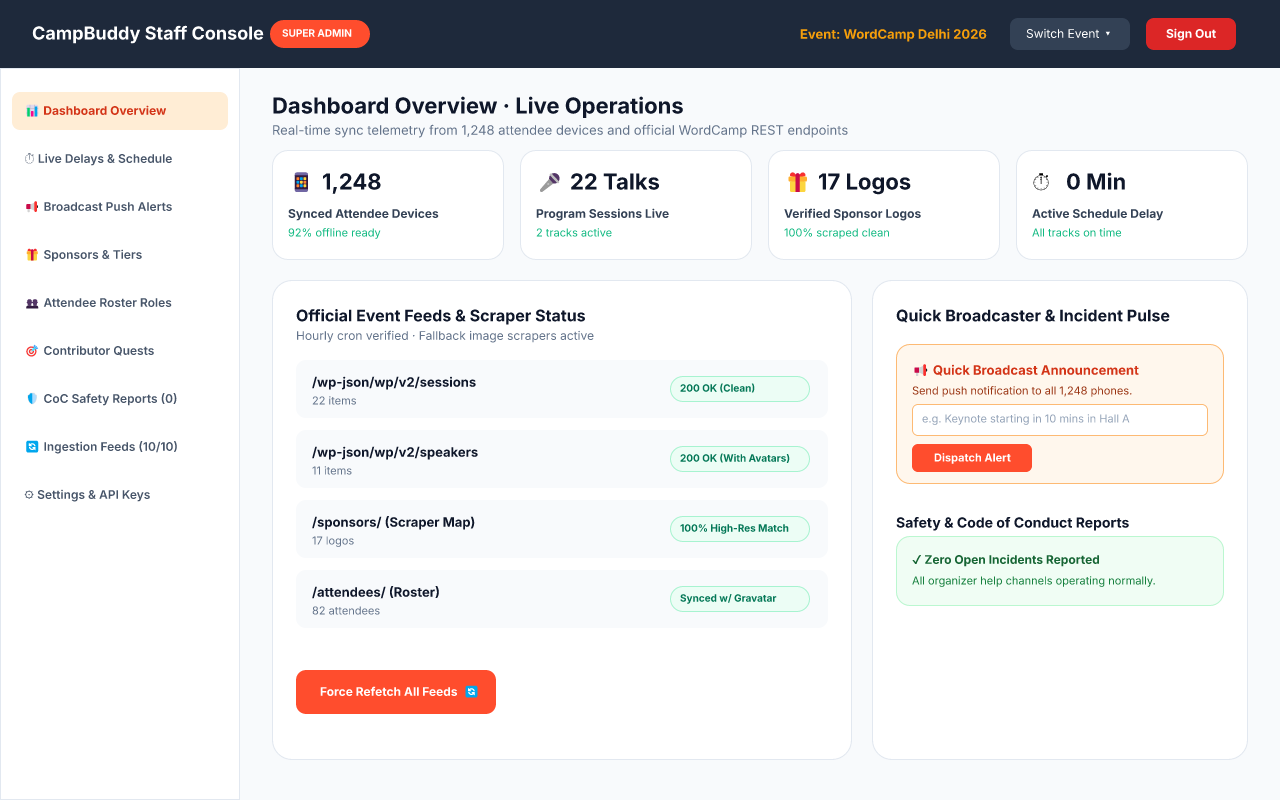 CampBuddy Staff Console
SUPER ADMIN
Event: WordCamp Delhi 2026
Switch Event ▾
Sign Out
📊 Dashboard Overview
⏱ Live Delays & Schedule
📢 Broadcast Push Alerts
🎁 Sponsors & Tiers
👥 Attendee Roster Roles
🎯 Contributor Quests
🛡 CoC Safety Reports (0)
🔄 Ingestion Feeds (10/10)
⚙ Settings & API Keys
Dashboard Overview · Live Operations
Real-time sync telemetry from 1,248 attendee devices and official WordCamp REST endpoints
📱 1,248
Synced Attendee Devices
92% offline ready
🎤 22 Talks
Program Sessions Live
2 tracks active
🎁 17 Logos
Verified Sponsor Logos
100% scraped clean
⏱ 0 Min
Active Schedule Delay
All tracks on time
Official Event Feeds & Scraper Status
Hourly cron verified · Fallback image scrapers active
/wp-json/wp/v2/sessions
22 items
200 OK (Clean)
/wp-json/wp/v2/speakers
11 items
200 OK (With Avatars)
/sponsors/ (Scraper Map)
17 logos
100% High-Res Match
/attendees/ (Roster)
82 attendees
Synced w/ Gravatar
Force Refetch All Feeds 🔄
Quick Broadcaster & Incident Pulse
📢 Quick Broadcast Announcement
Send push notification to all 1,248 phones.
e.g. Keynote starting in 10 mins in Hall A
Dispatch Alert
Safety & Code of Conduct Reports
✓ Zero Open Incidents Reported
All organizer help channels operating normally.